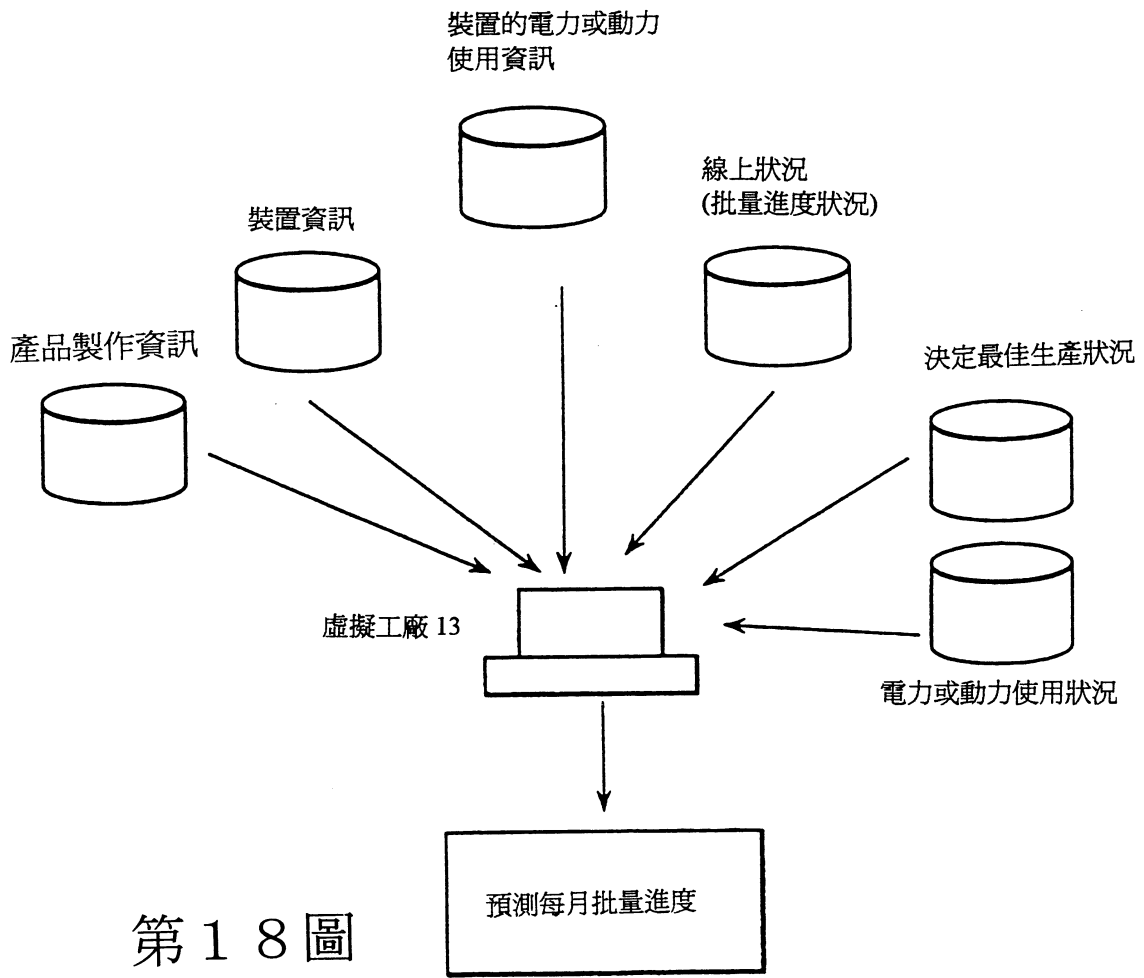 裝置的電力或動力
使用資訊
線上狀況
(批量進度狀況)
裝置資訊
產品製作資訊
決定最佳生產狀況
虛擬工廠 13
電力或動力使用狀況
預測每月批量進度
第１８圖